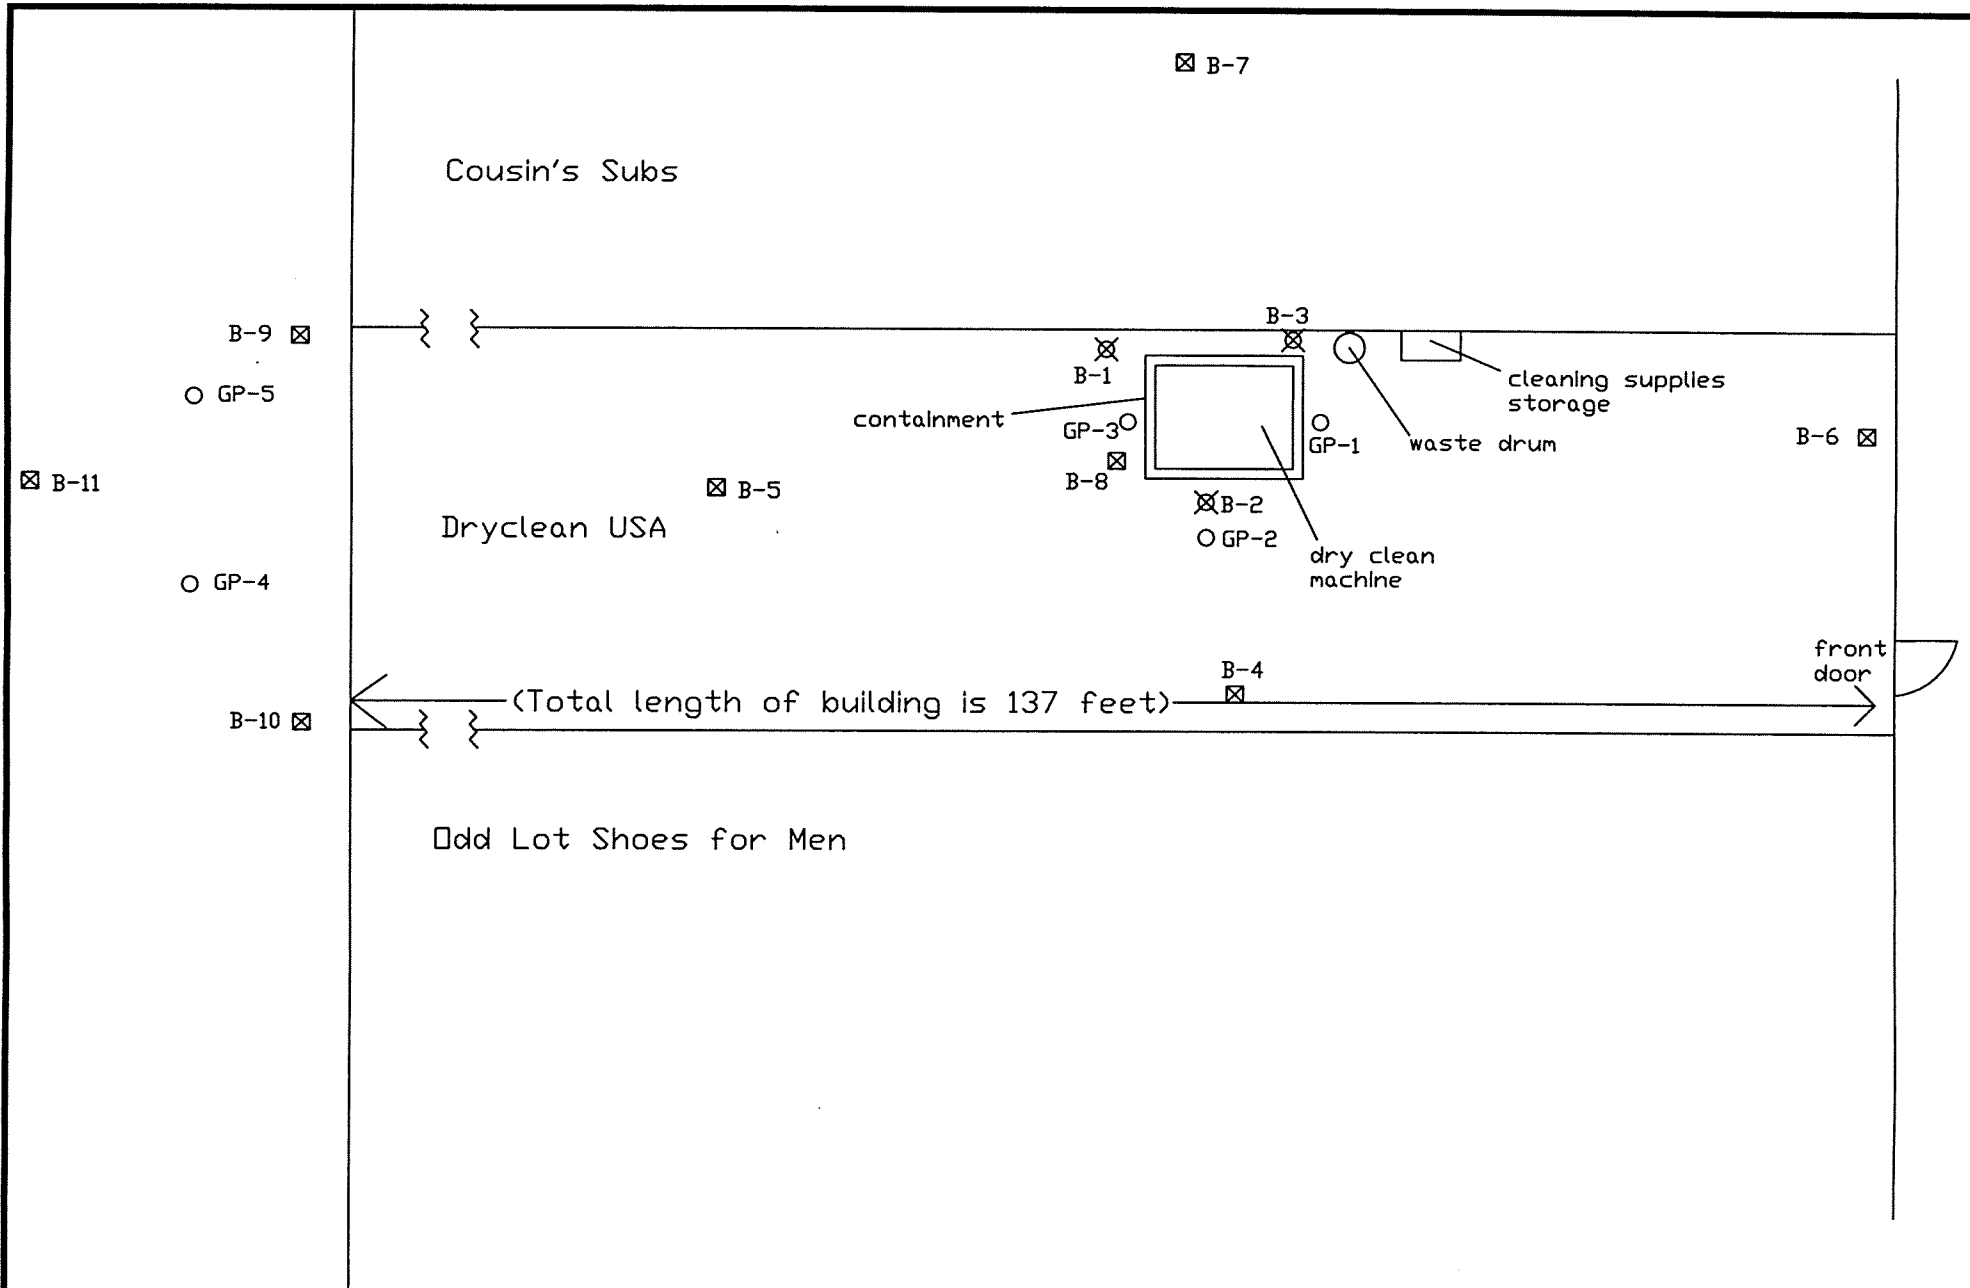 B-7
Cousin's Subs
B-3
B-9
B-1
cleaning supplies
storage
GP-5
containment
GP-3
GP-1
waste drum
B-6
B-11
B-5
B-8
B-2
Dryclean USA
GP-2
dry clean
machine
GP-4
front
door
B-4
(Total length of building is 137 feet)
B-10
Odd Lot Shoes for Men